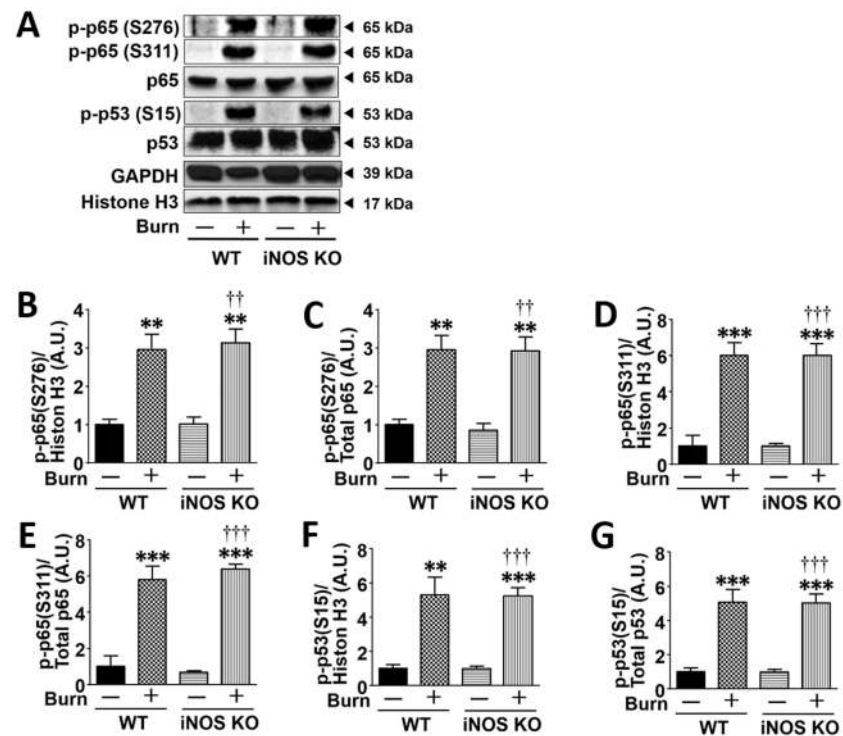 A
p-p65 (S276) ◄ 65 kDa
p-p65 (S311) ◄ 65 kDa
p65 ◄ 65 kDa
p-p53 (S15) ◄ 53 kDa
p53 ◄ 53 kDa
GAPDH ◄ 39 kDa
Histone H3 ◄ 17 kDa
Burn — + — +
WT iNOS KO
B
p-p65(S276)/
Histon H3 (A.U.)
4
3
2
1
0
**
††
**
Burn — + — +
WT iNOS KO
C
p-p65(S276)/
Total p65 (A.U.)
4
3
2
1
0
**
††
**
Burn — + — +
WT iNOS KO
D
p-p65(S311)/
Histon H3 (A.U.)
8
6
4
2
0
***
†††
***
Burn — + — +
WT iNOS KO
E
p-p65(S311)/
Total p65 (A.U.)
8
6
4
2
0
***
†††
***
Burn — + — +
WT iNOS KO
F
p-p53(S15)/
Histon H3 (A.U.)
8
6
4
2
0
**
†††
***
Burn — + — +
WT iNOS KO
G
p-p53(S15)/
Total p53 (A.U.)
8
6
4
2
0
***
†††
***
Burn — + — +
WT iNOS KO